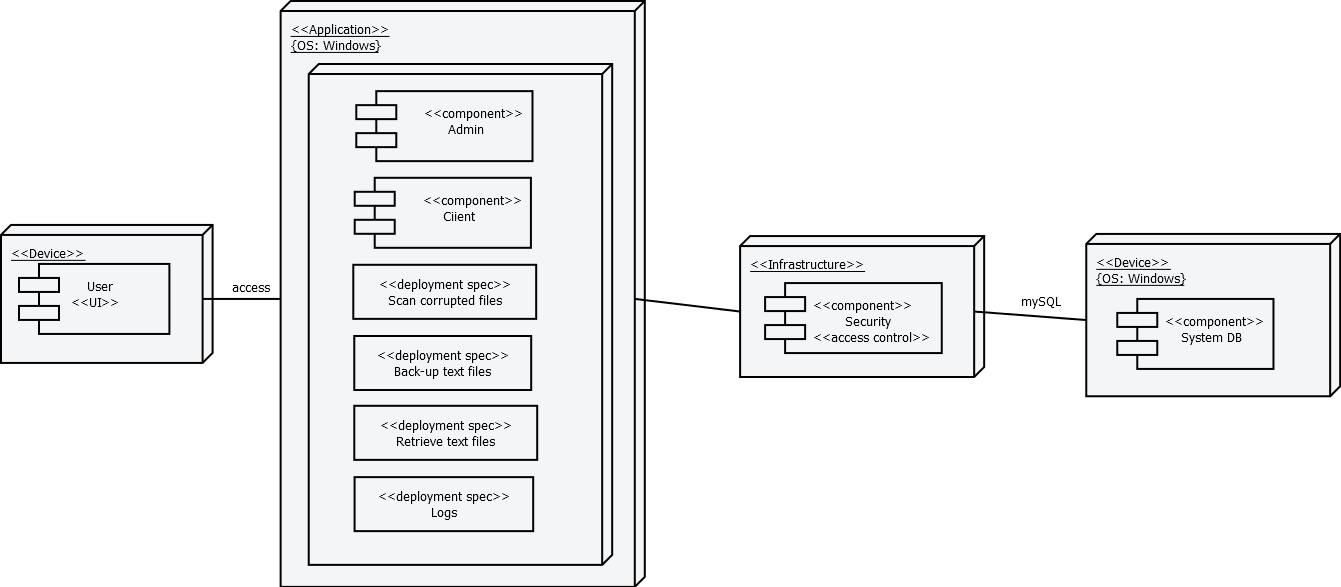 <<Device>>
User
<<UI>>
access
<<Application>>
{OS: Windows}
<<component>>
Admin
<<component>>
Ciient
<<deployment spec>>
Scan corrupted files
<<deployment spec>>
Back-up text files
<<deployment spec>>
Retrieve text files
<<deployment spec>>
Logs
<<Infrastructure>>
<<component>>
Security
<<access control>>
mySQL
<<Device>>
{OS: Windows}
<<component>>
System DB